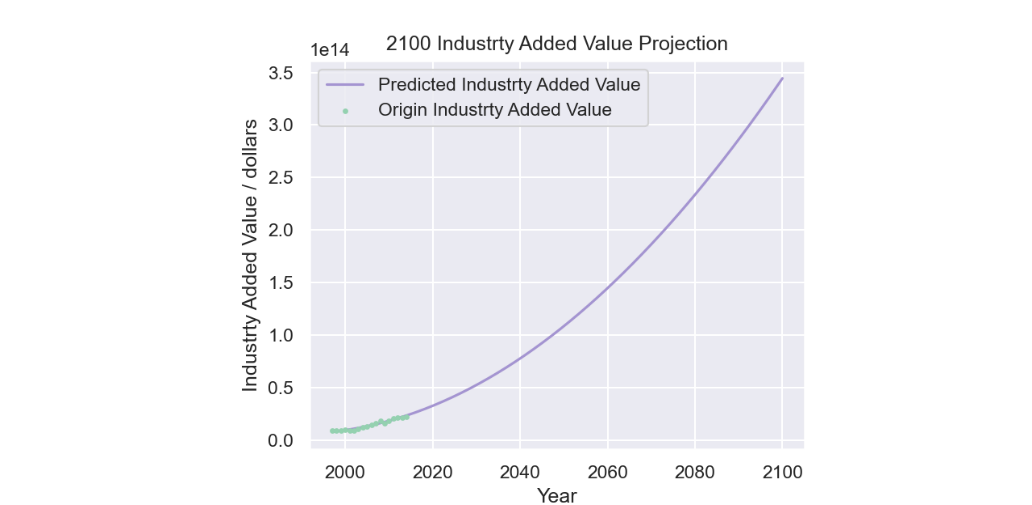 2100 Industrty Added Value Projection
1e14
Predicted Industrty Added Value
Origin Industrty Added Value
Industrty Added Value / dollars
3.5
3.0
2.5
2.0
1.5
1.0
0.5
0.0
2000 2020 2040 2060 2080 2100
Year